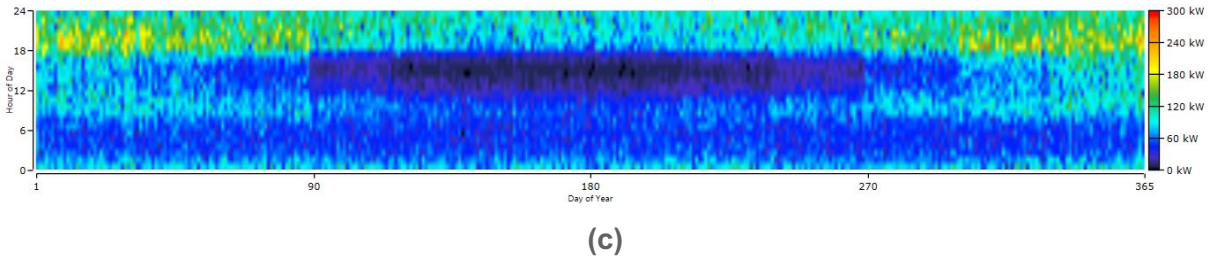 24
18
12
6
0
Hour of Day
1
90
180
270
365
Day of Year
300 kW
240 kW
180 kW
120 kW
60 kW
0 kW
(c)